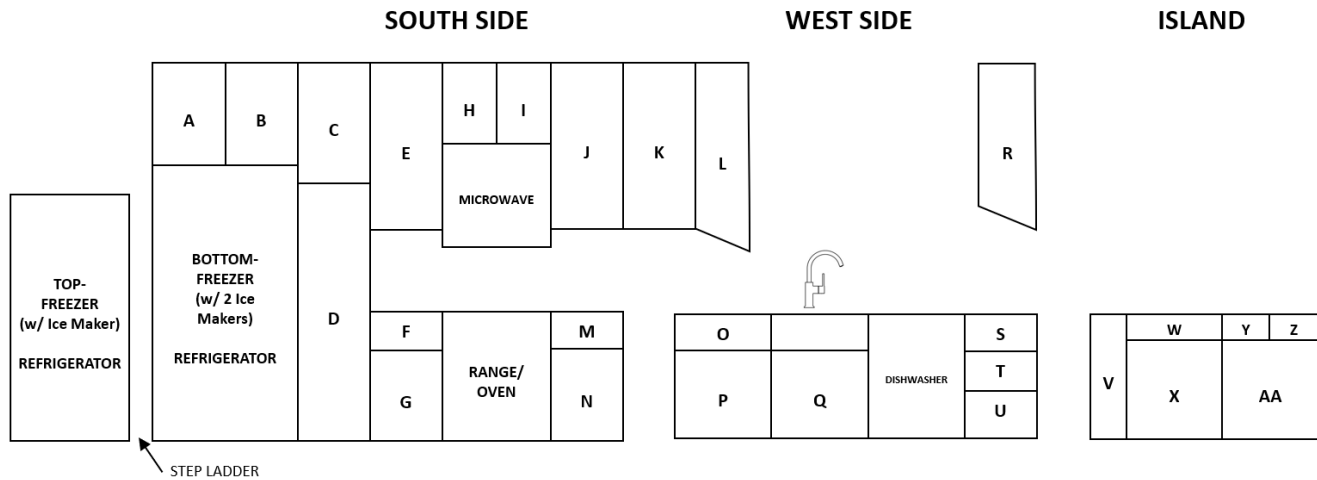 SOUTH SIDE
WEST SIDE
ISLAND
A
B
C
D
E
F
G
H
I
MICROWAVE
J
K
L
M
N
RANGE/
OVEN
TOP-
FREEZER
(w/ Ice Maker)
REFRIGERATOR
BOTTOM-
FREEZER
(w/ 2 Ice
Makers)
REFRIGERATOR
STEP LADDER
O
P
Q
DISHWASHER
R
S
T
U
V
W
X
Y
Z
AA